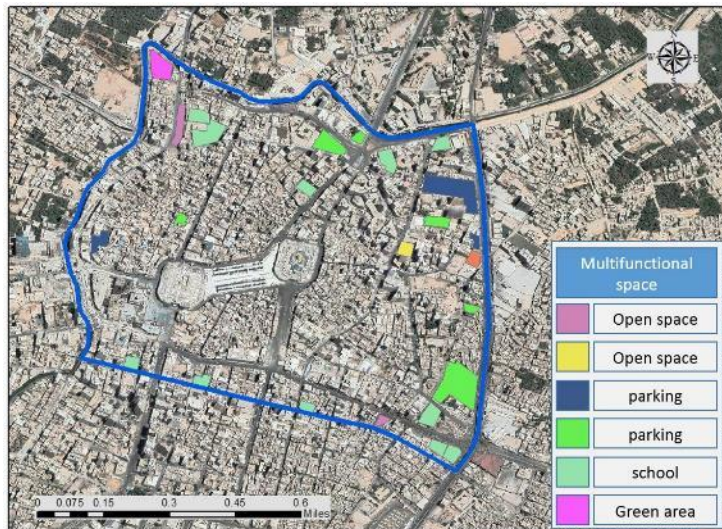 N
W E
S
Multifunctional
space
Open space
Open space
parking
parking
school
Green area
0 0.075 0.15 0.3 0.45 0.6
Miles